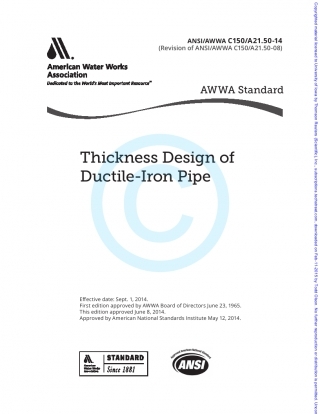 ANSI/AWWA C150/A21.50-14
(Revision of ANSI/AWWA C150/A21.50-08)
American Water Works
Association
Dedicated to the World's Most Important Resource
AWWA Standard
Thickness Design of
Ductile-Iron Pipe
Effective date: Sept. 1, 2014.
First edition approved by AWWA Board of Directors June 23, 1965.
This edition approved June 8, 2014.
Approved by American National Standards Institute May 12, 2014.
American
Water Works
Association
STANDARD
Since 1881
ANSI
Copyrighted material licensed to University of Iowa by Thomson Reuters (Scientific), Inc., subscriptions.techstreet.com, downloaded on Feb-11-2015 by
No further reproduction or distribution is permitted.